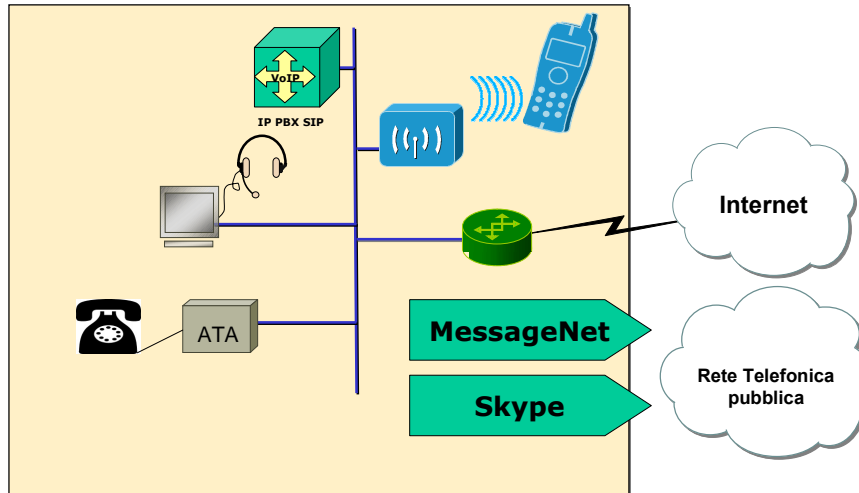 VoIP
IP PBX SIP
Internet
ATA
MessageNet
Skype
Rete Telefonica
pubblica